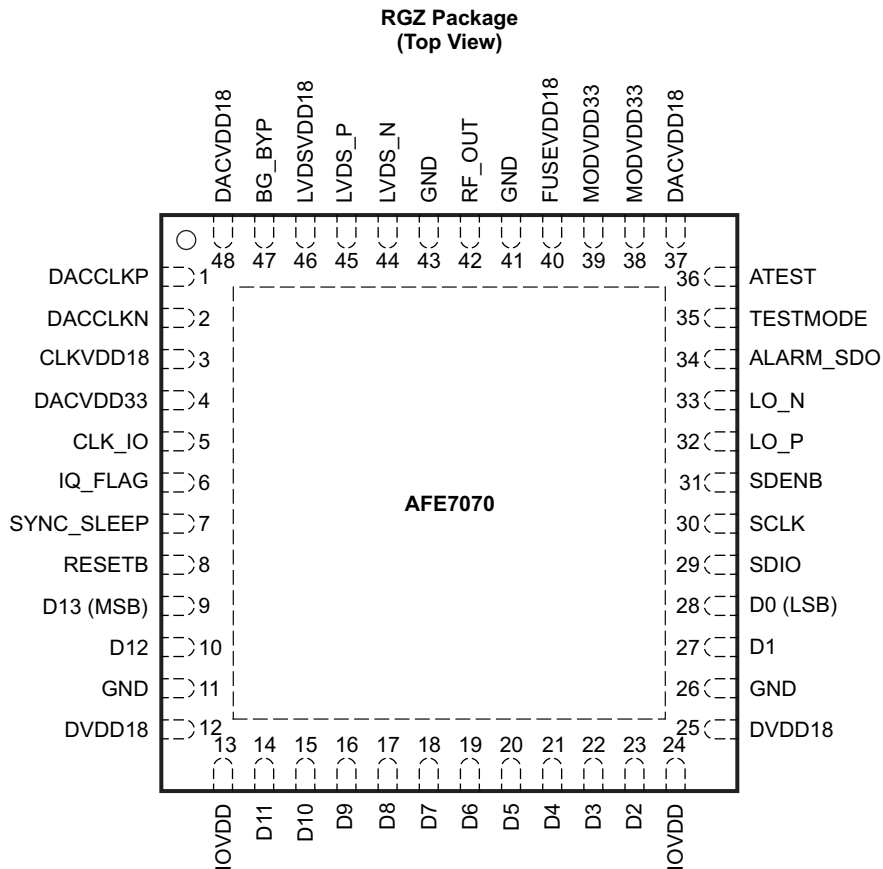 RGZ Package
(Top View)
DACVDD18
BG_BYP
LVDSVDD18
LVDS_P
LVDS_N
GND
RF_OUT
GND
FUSEVDD18
MODVDD33
MODVDD33
DACVDD18
48 47 46 45 44 43 42 41 40 39 38 37
DACCLKP 1
DACCLKN 2
CLKVDD18 3
DACVDD33 4
CLK_IO 5
IQ_FLAG 6
SYNC_SLEEP 7
RESETB 8
D13 (MSB) 9
D12 10
GND 11
DVDD18 12
AFE7070
36 ATEST
35 TESTMODE
34 ALARM_SDO
33 LO_N
32 LO_P
31 SDENB
30 SCLK
29 SDIO
28 D0 (LSB)
27 D1
26 GND
25 DVDD18
13 14 15 16 17 18 19 20 21 22 23 24
IOVDD
D11
D10
D9
D8
D7
D6
D5
D4
D3
D2
IOVDD